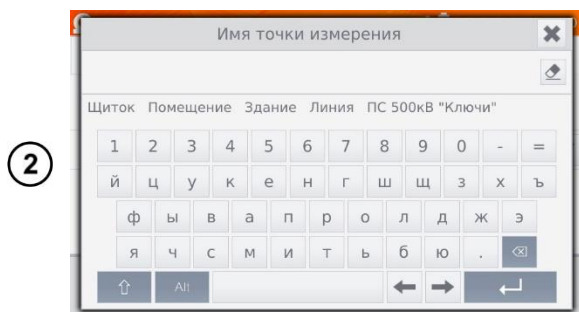 Имя точки измерения
Щиток Помещение Здание Линия ПС 500кВ "Ключи"
2
1 2 3 4 5 6 7 8 9 0 - =
й ц у к е н г ш щ з х ъ
ф ы в а п р о л д ж э
я ч с м и т ь б ю .
Alt